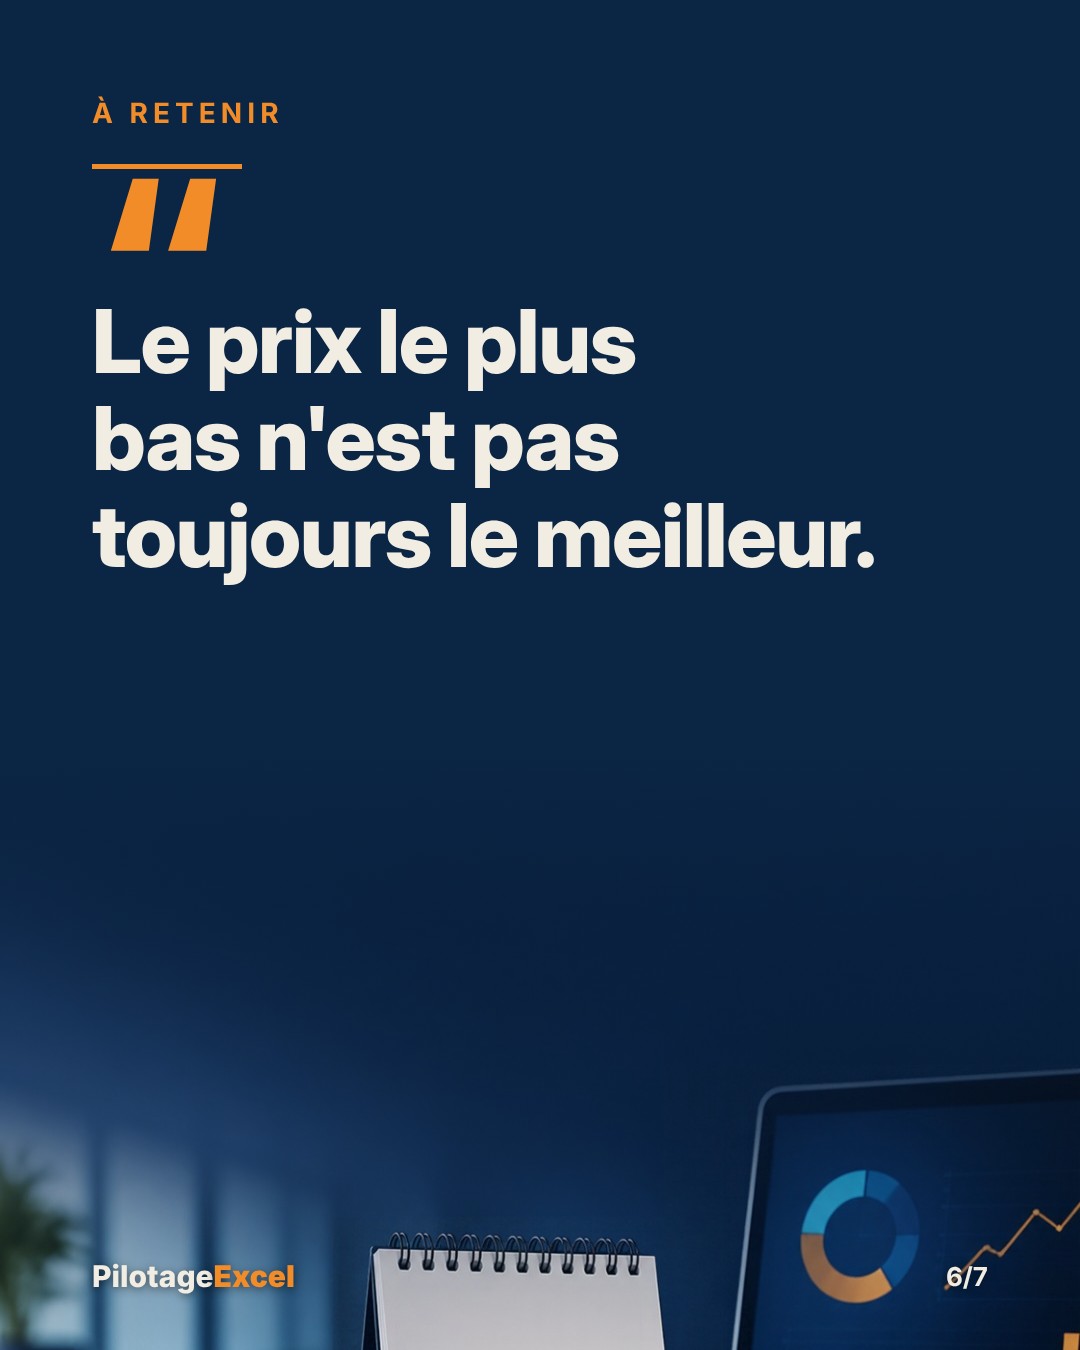 À RETENIR
"
Le prix le plus
bas n'est pas
toujours le meilleur.
PilotageExcel
6/7